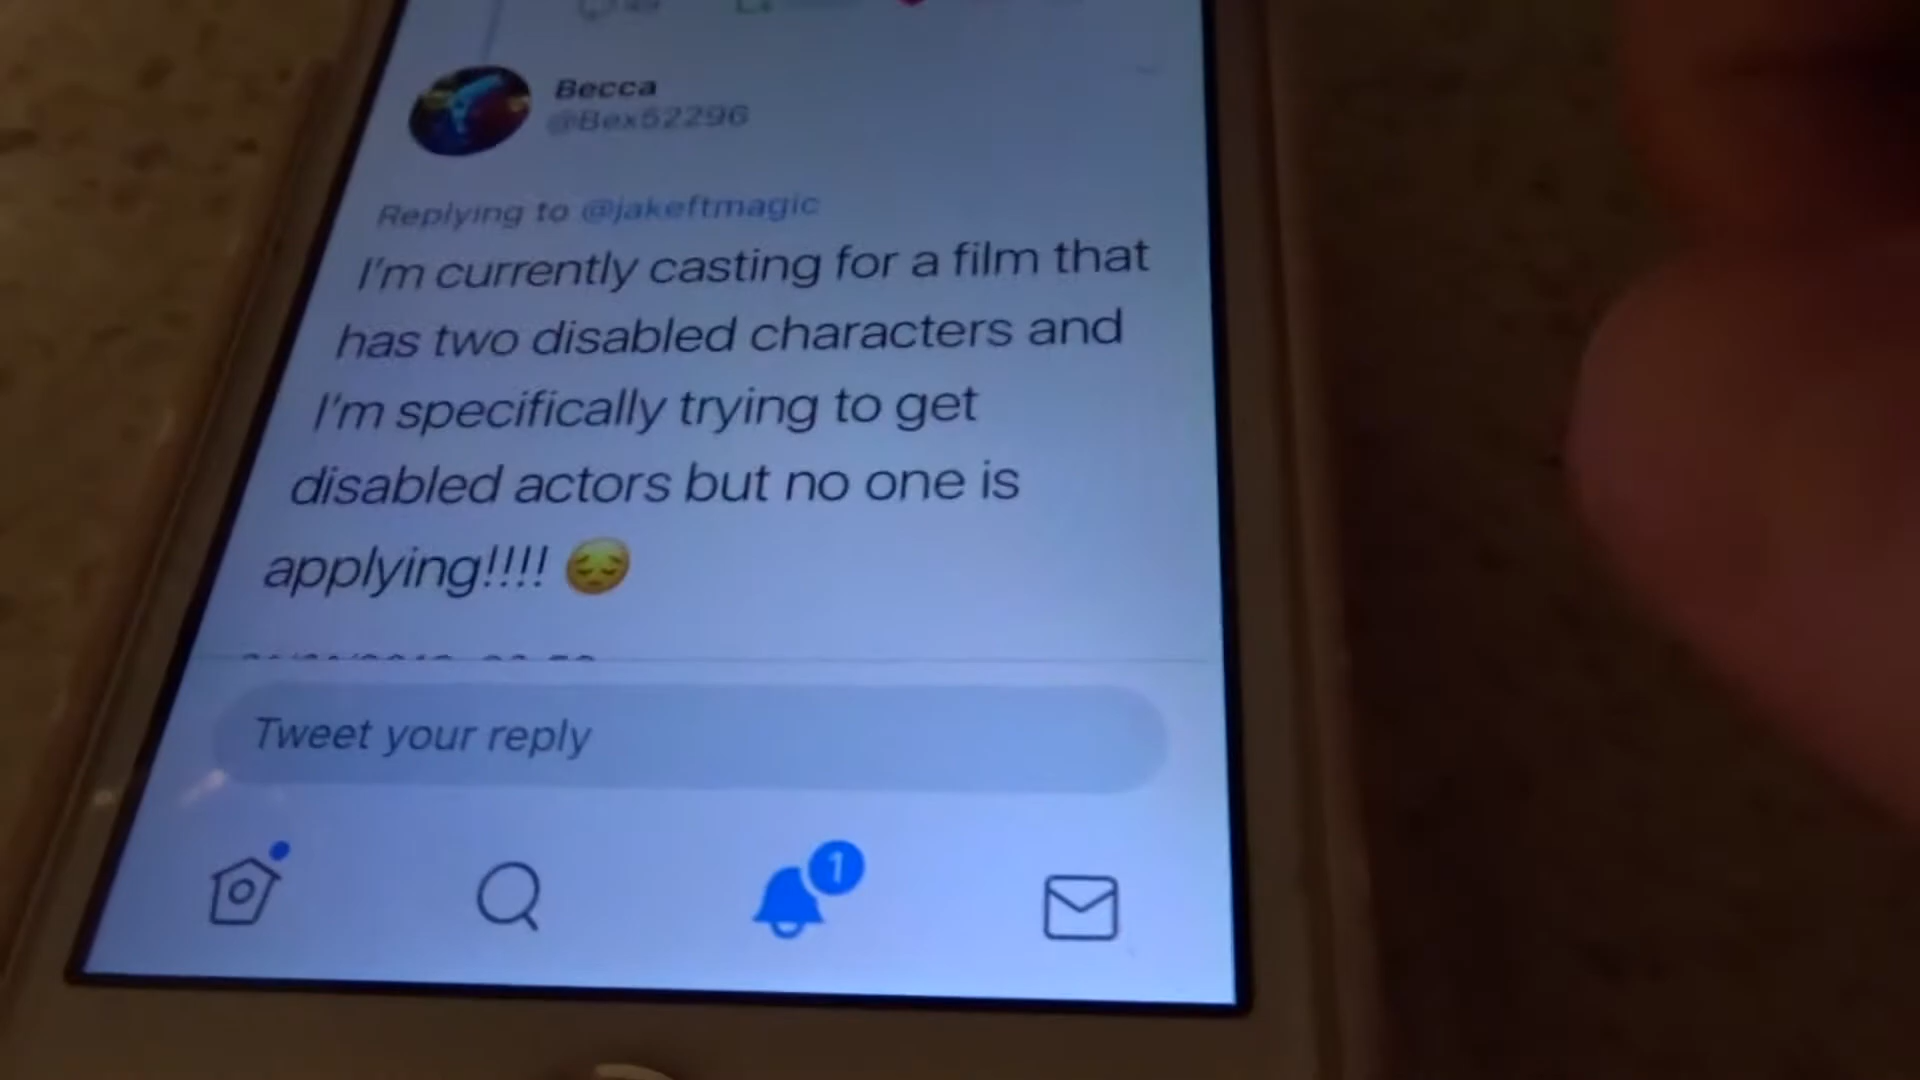 Becca
@Bex52296
Replying to @jakeftmagic
I'm currently casting for a film that
has two disabled characters and
I'm specifically trying to get
disabled actors but no one is
applying!!!! 😔
Tweet your reply
1